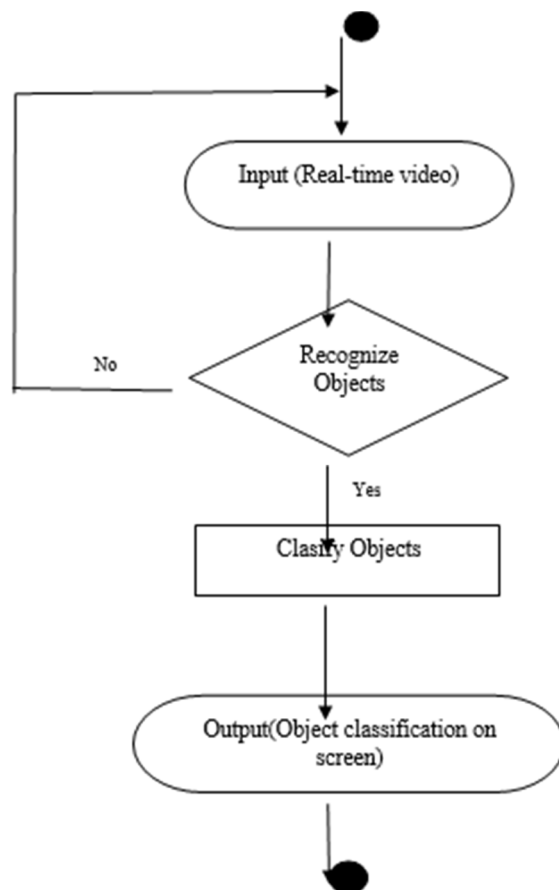 Input (Real-time video)
Recognize
Objects
No
Yes
Clasify Objects
Output(Object classification on
screen)